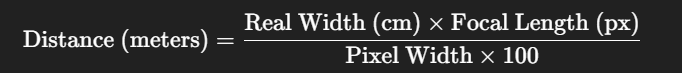 Distance (meters) = Real Width (cm) × Focal Length (px)
Pixel Width × 100